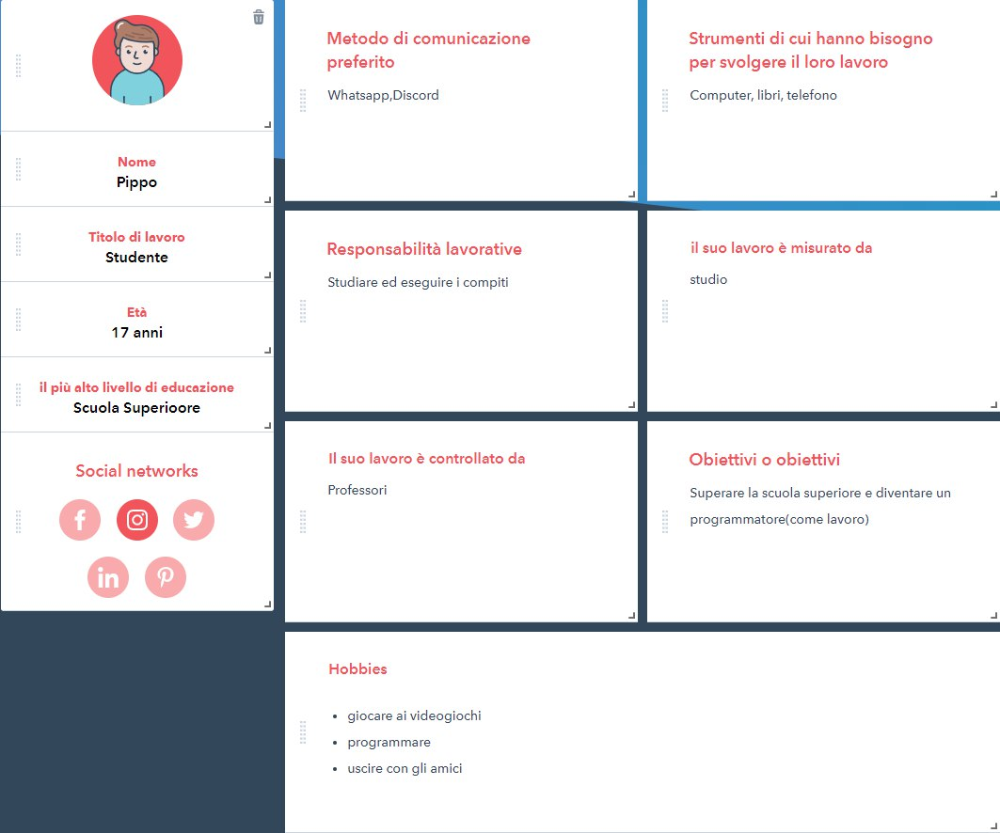 Nome
Pippo
Titolo di lavoro
Studente
Età
17 anni
il più alto livello di educazione
Scuola Superioore
Social networks
Metodo di comunicazione
preferito
Whatsapp,Discord
Strumenti di cui hanno bisogno
per svolgere il loro lavoro
Computer, libri, telefono
Responsabilità lavorative
Studiare ed eseguire i compiti
il suo lavoro è misurato da
studio
Il suo lavoro è controllato da
Professori
Obiettivi o obiettivi
Superare la scuola superiore e diventare un
programmatore(come lavoro)
Hobbies
• giocare ai videogiochi
• programmare
• uscire con gli amici